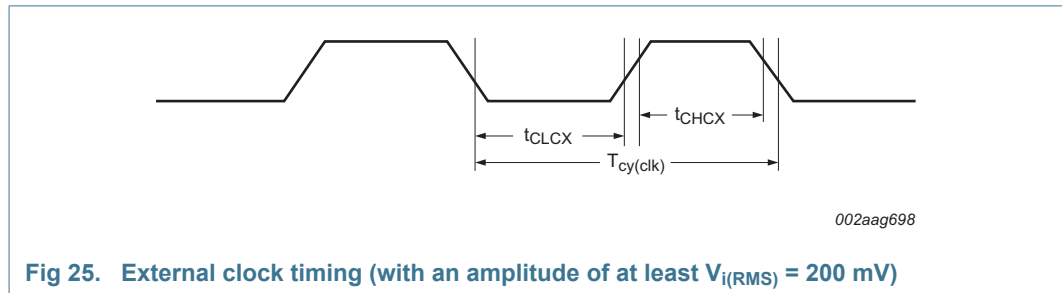 tCHCX
tCLCX
Tcy(clk)
002aag698
Fig 25. External clock timing (with an amplitude of at least Vi(RMS) = 200 mV)